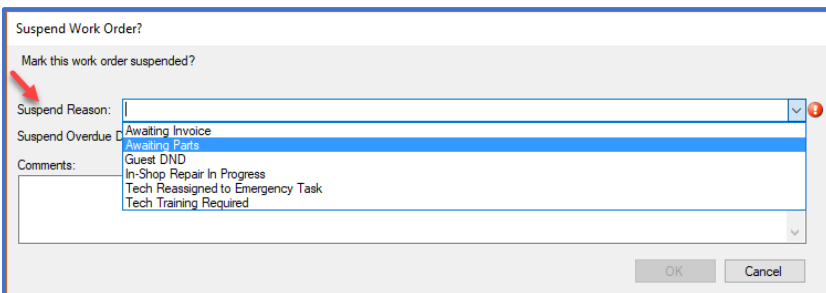 Suspend Work Order?
Mark this work order suspended?
Suspend Reason:
Suspend Overdue D
Awaiting Invoice
Awaiting Parts
Guest DND
In-Shop Repair In Progress
Tech Reassigned to Emergency Task
Tech Training Required
Comments:
OK
Cancel